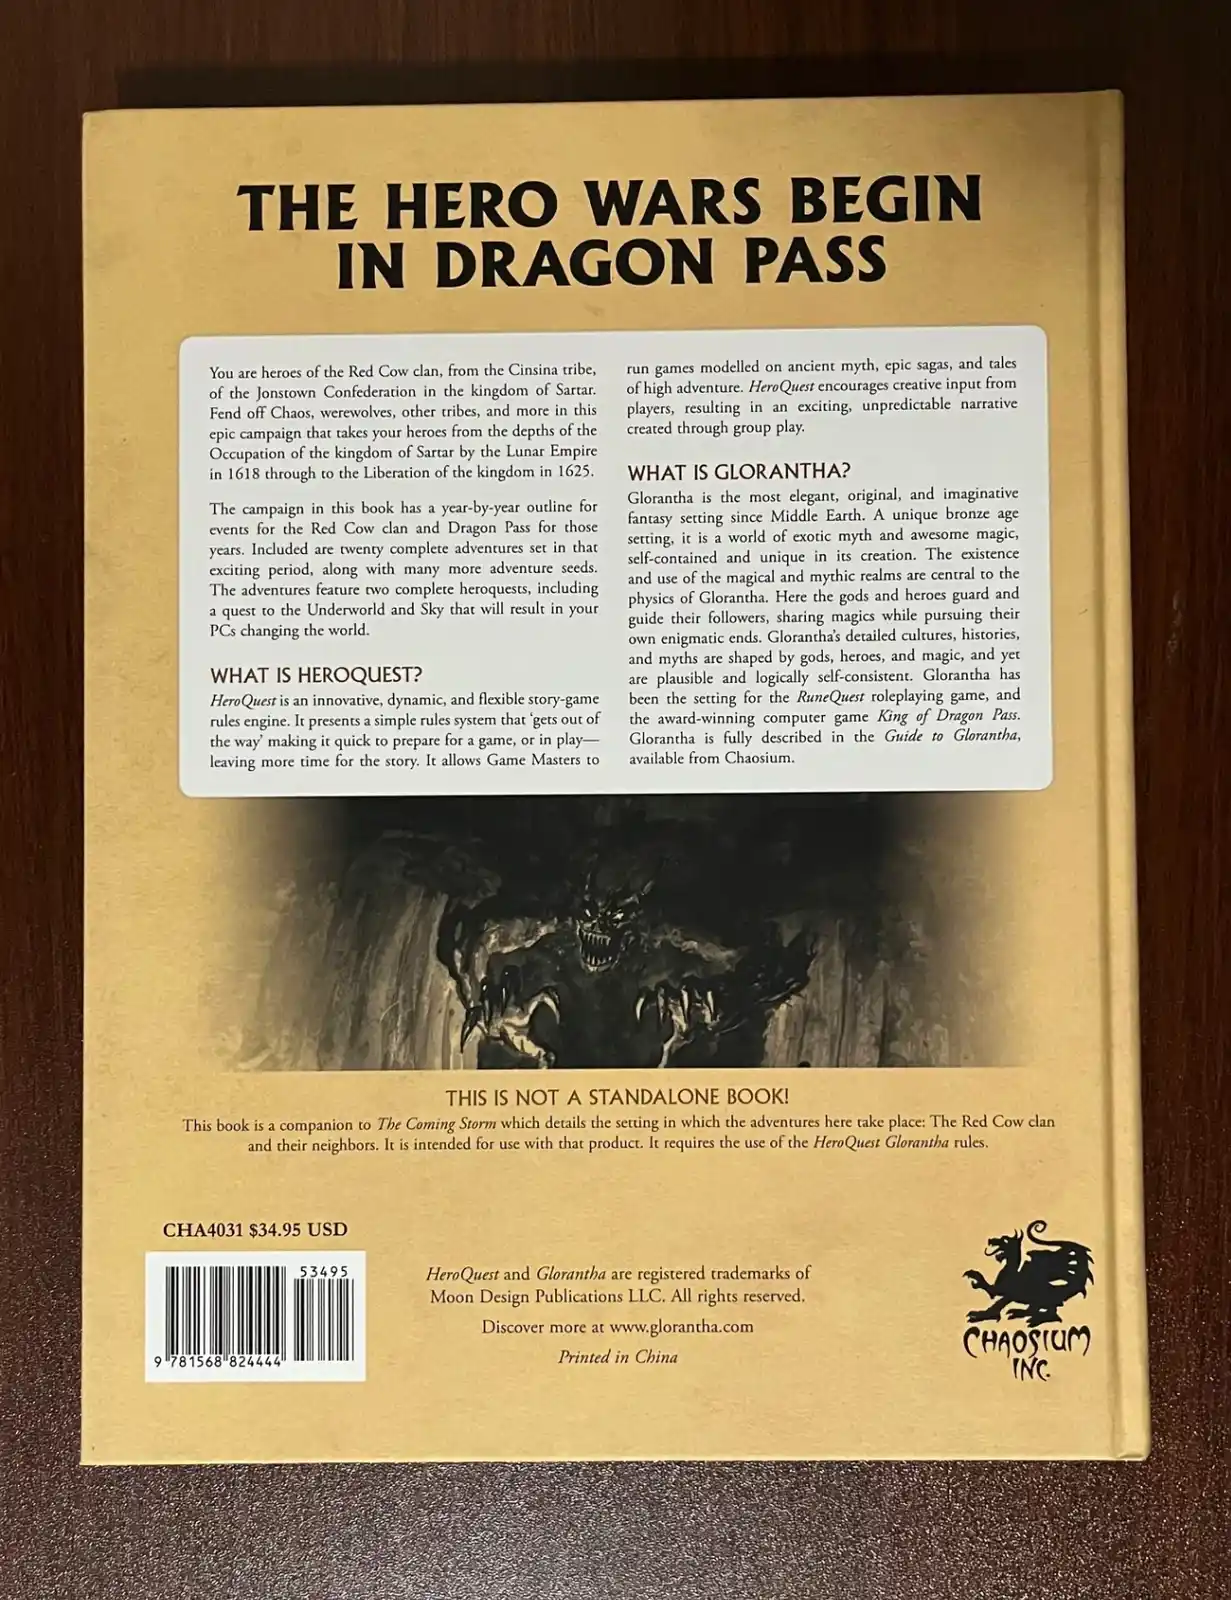 THE HERO WARS BEGIN
IN DRAGON PASS
You are heroes of the Red Cow clan, from the Cinsina tribe,
of the Jonstown Confederation in the kingdom of Sartar.
Fend off Chaos, werewolves, other tribes, and more in this
epic campaign that takes your heroes from the depths of the
Occupation of the kingdom of Sartar by the Lunar Empire
in 1618 through to the Liberation of the kingdom in 1625.
The campaign in this book has a year-by-year outline for
events for the Red Cow clan and Dragon Pass for those
years. Included are twenty complete adventures set in that
exciting period, along with many more adventure seeds.
The adventures feature two complete heroquests, including
a quest to the Underworld and Sky that will result in your
PCs changing the world.
WHAT IS HEROQUEST?
HeroQuest is an innovative, dynamic, and flexible story-game
rules engine. It presents a simple rules system that 'gets out of
the way' making it quick to prepare for a game, or in play—
leaving more time for the story. It allows Game Masters to
run games modelled on ancient myth, epic sagas, and tales
of high adventure. HeroQuest encourages creative input from
players, resulting in an exciting, unpredictable narrative
created through group play.
WHAT IS GLORANTHA?
Glorantha is the most elegant, original, and imaginative
fantasy setting since Middle Earth. A unique bronze age
setting, it is a world of exotic myth and awesome magic,
self-contained and unique in its creation. The existence
and use of the magical and mythic realms are central to the
physics of Glorantha. Here the gods and heroes guard and
guide their followers, sharing magics while pursuing their
own enigmatic ends. Glorantha's detailed cultures, histories,
and myths are shaped by gods, heroes, and magic, and yet
are plausible and logically self-consistent. Glorantha has
been the setting for the RuneQuest roleplaying game, and
the award-winning computer game King of Dragon Pass.
Glorantha is fully described in the Guide to Glorantha,
available from Chaosium.
THIS IS NOT A STANDALONE BOOK!
This book is a companion to The Coming Storm which details the setting in which the adventures here take place: The Red Cow clan
and their neighbors. It is intended for use with that product. It requires the use of the HeroQuest Glorantha rules.
CHA4031 $34.95 USD
53495
9 781568 824444
HeroQuest and Glorantha are registered trademarks of
Moon Design Publications LLC. All rights reserved.
Discover more at www.glorantha.com
Printed in China
CHAOSIUM
INC.